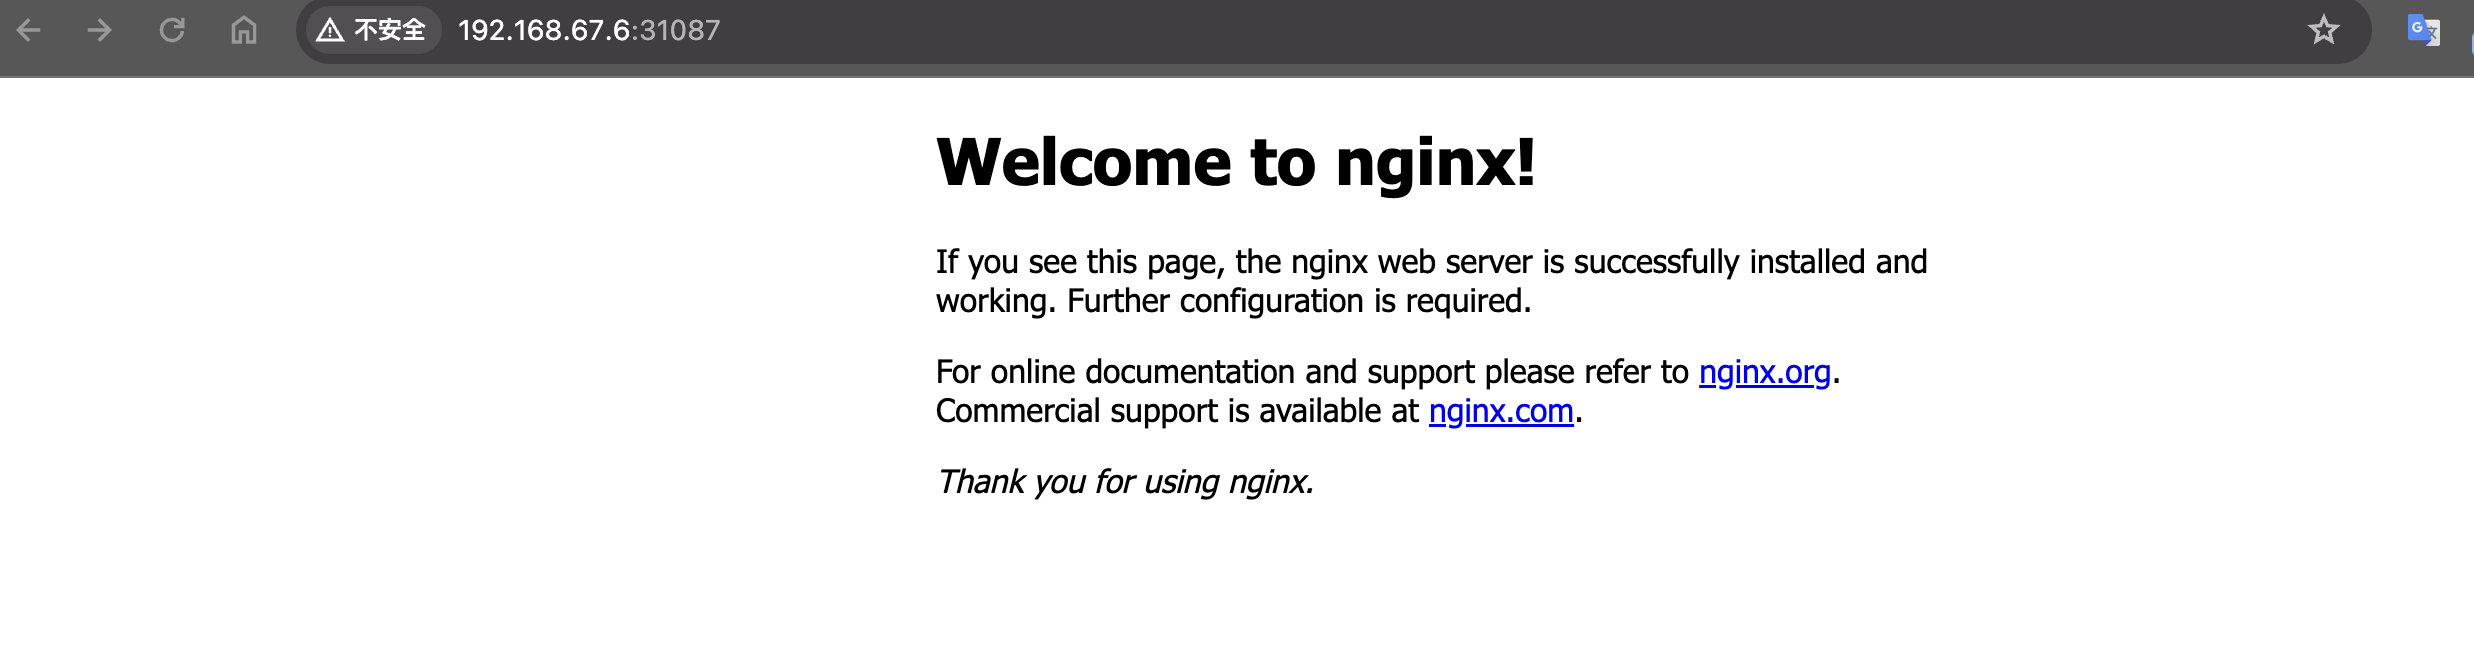 不安全 192.168.67.6:31087
Welcome to nginx!
If you see this page, the nginx web server is successfully installed and
working. Further configuration is required.
For online documentation and support please refer to nginx.org.
Commercial support is available at nginx.com.
Thank you for using nginx.